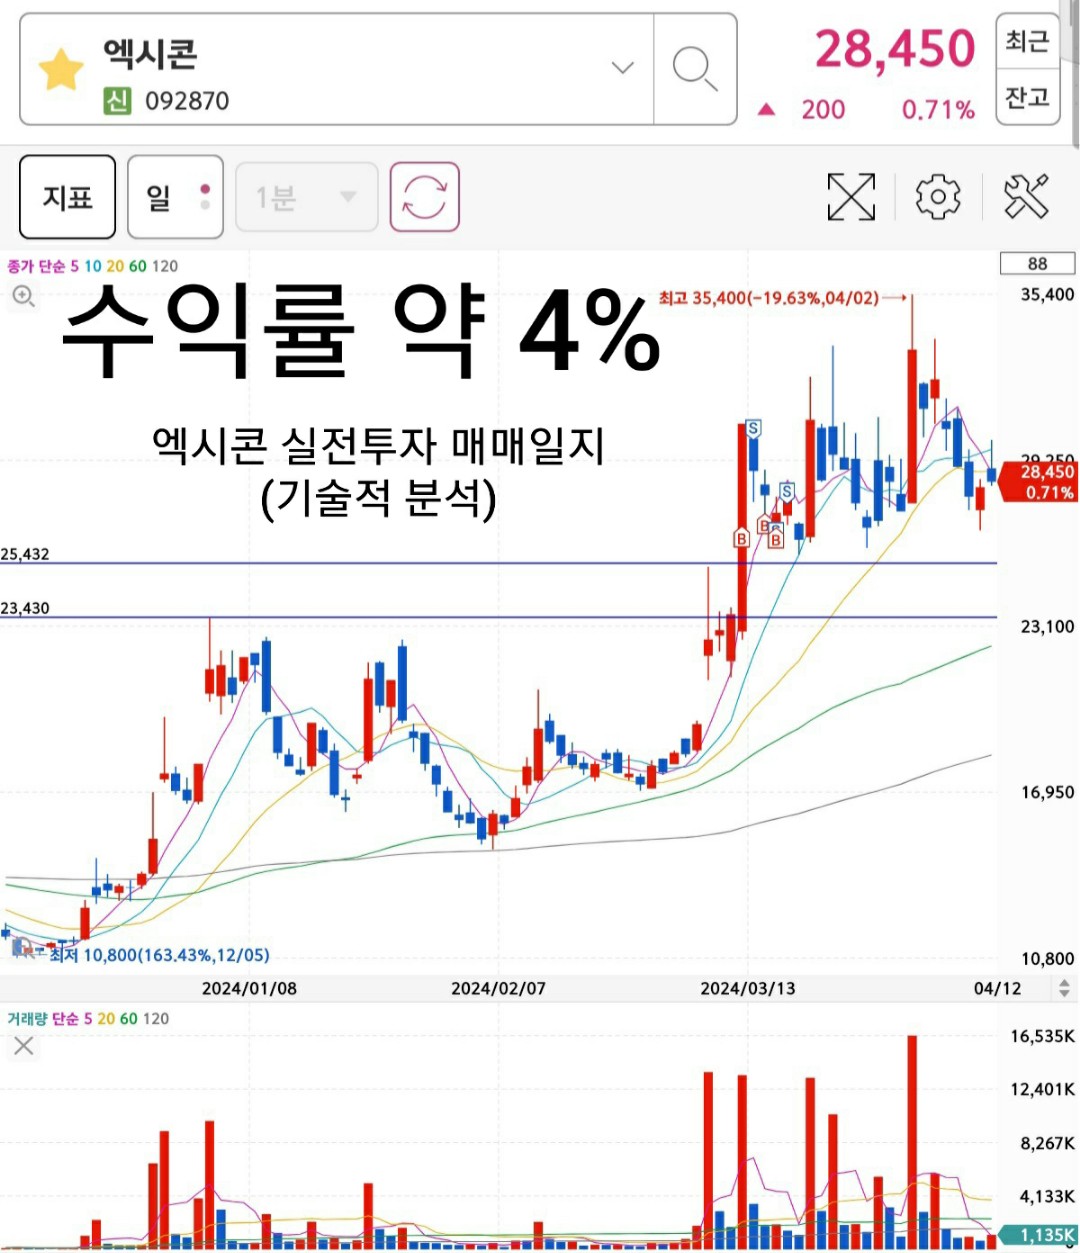 엑시콘
28,450
최근
신 092870
▲ 200 0.71%
잔고
지표
일
1분
종가 단순 5 10 20 60 120
88
수익률 약 4%
최고 35,400(-19.63%,04/02)
35,400
엑시콘 실전투자 매매일지
(기술적 분석)
S
29,250
28,450
0.71%
S
B
B
B
25,432
23,430
23,100
16,950
최저 10,800(163.43%,12/05)
10,800
2024/01/08
2024/02/07
2024/03/13
04/12
거래량 단순 5 20 60 120
16,535K
12,401K
8,267K
4,133K
1,135K